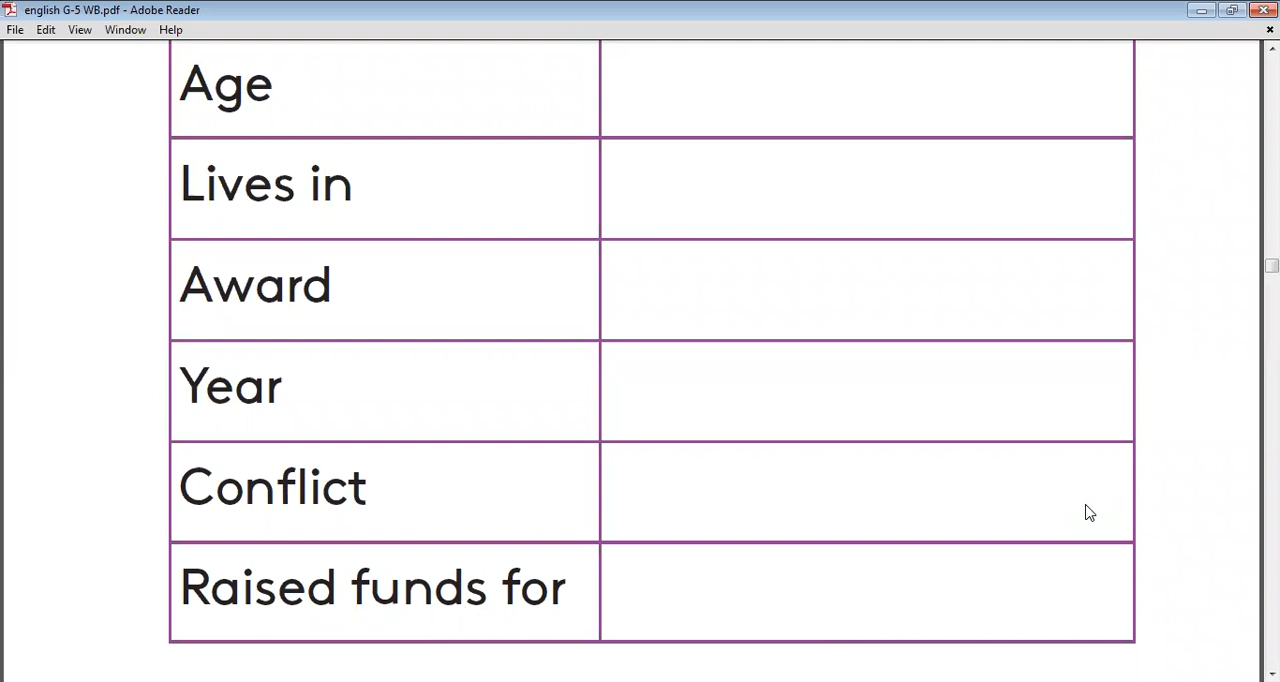 english G-5 WB.pdf - Adobe Reader
File Edit View Window Help
Age
Lives in
Award
Year
Conflict
Raised funds for